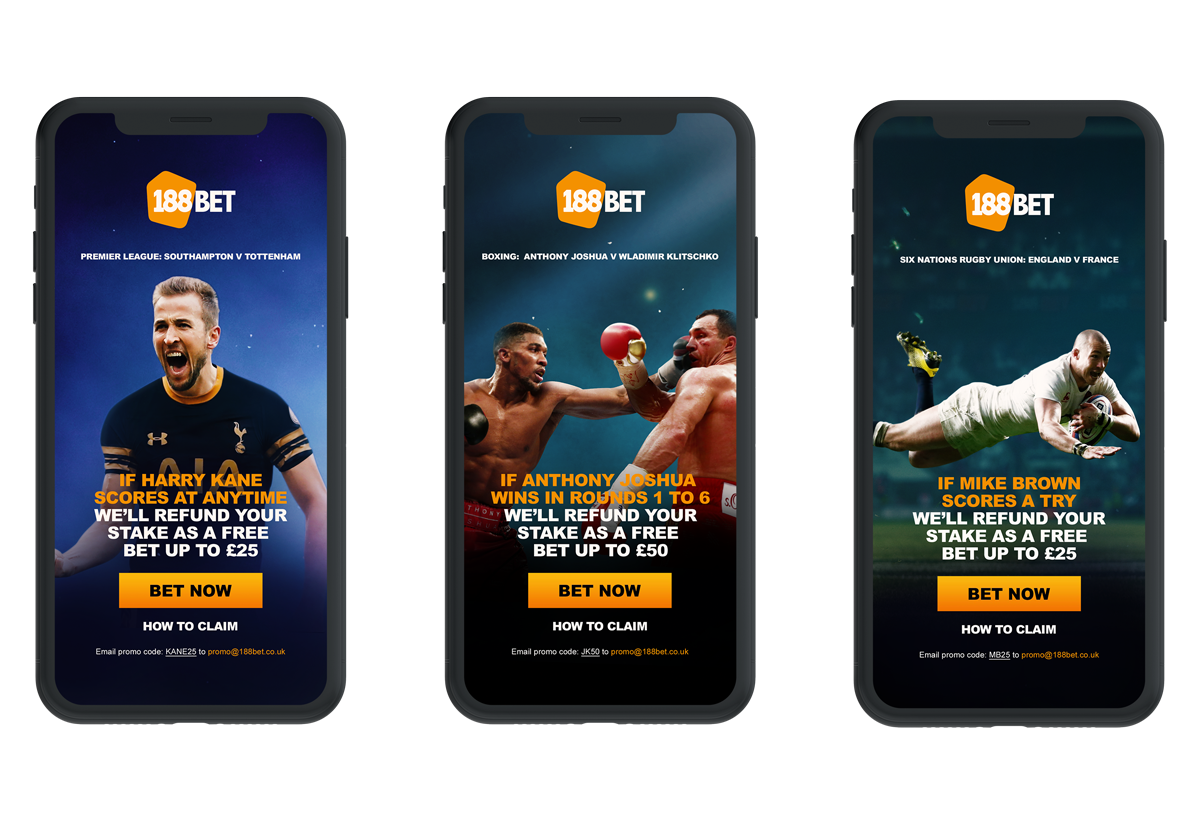 188BET
PREMIER LEAGUE: SOUTHAMPTON V TOTTENHAM
AIA
IF HARRY KANE
SCORES AT ANYTIME
WE'LL REFUND YOUR
STAKE AS A FREE
BET UP TO £25
BET NOW
HOW TO CLAIM
Email promo code: KANE25 to promo@188bet.co.uk
188BET
BOXING: ANTHONY JOSHUA V WLADIMIR KLITSCHKO
IF ANTHONY JOSHUA
WINS IN ROUNDS 1 TO 6
WE'LL REFUND YOUR
STAKE AS A FREE
BET UP TO £50
BET NOW
HOW TO CLAIM
Email promo code: JK50 to promo@188bet.co.uk
188BET
SIX NATIONS RUGBY UNION: ENGLAND V FRANCE
IF MIKE BROWN
SCORES A TRY
WE'LL REFUND YOUR
STAKE AS A FREE
BET UP TO £25
BET NOW
HOW TO CLAIM
Email promo code: MB25 to promo@188bet.co.uk